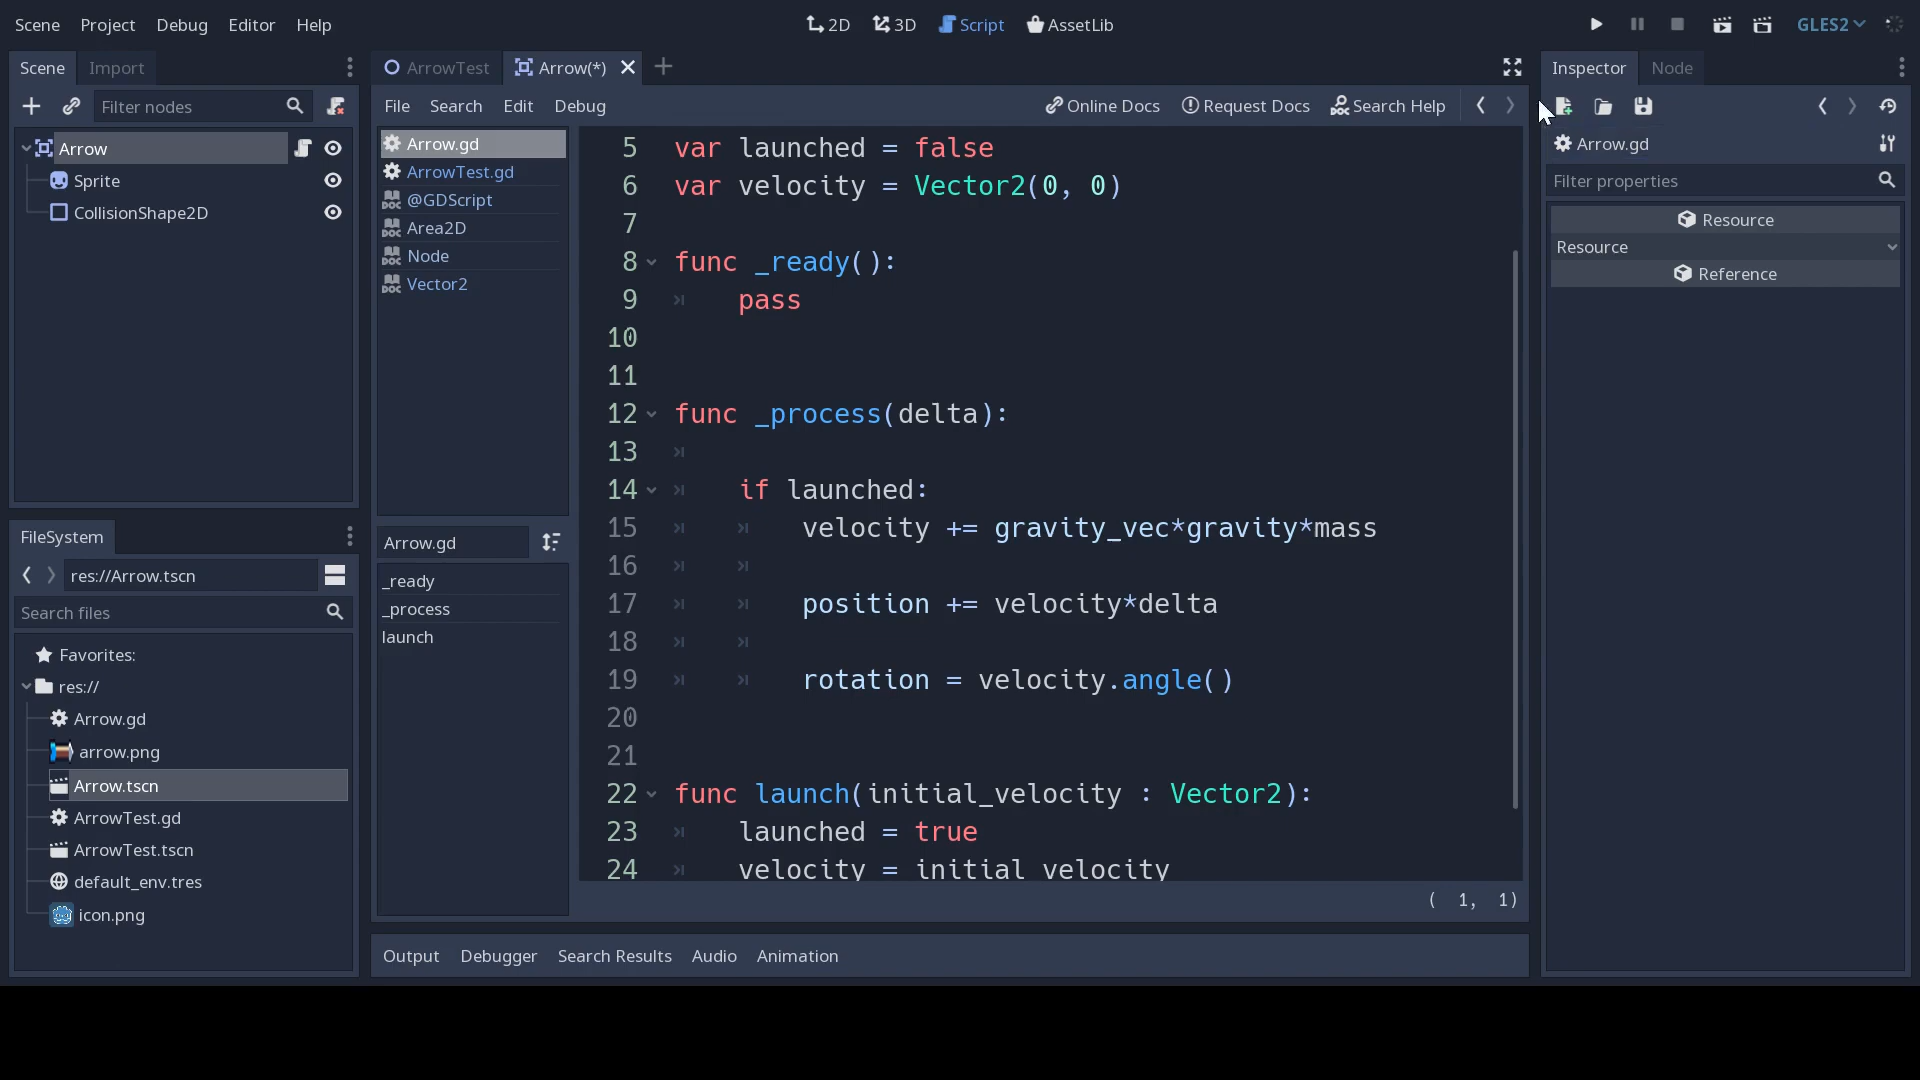 Scene Project Debug Editor Help
2D 3D Script AssetLib
GLES2
Scene Import
Filter nodes
Arrow
Sprite
CollisionShape2D
FileSystem
res://Arrow.tscn
Search files
Favorites:
res://
Arrow.gd
arrow.png
Arrow.tscn
ArrowTest.gd
ArrowTest.tscn
default_env.tres
icon.png
ArrowTest Arrow(*)
File Search Edit Debug
Online Docs Request Docs Search Help
Arrow.gd
ArrowTest.gd
@GDScript
Area2D
Node
Vector2
Arrow.gd
_ready
_process
launch
5 var launched = false
6 var velocity = Vector2(0, 0)
7
8 func _ready():
9 pass
10
11
12 func _process(delta):
13
14 if launched:
15 velocity += gravity_vec*gravity*mass
16
17 position += velocity*delta
18
19 rotation = velocity.angle()
20
21
22 func launch(initial_velocity : Vector2):
23 launched = true
24 velocity = initial_velocity
( 1, 1)
Output Debugger Search Results Audio Animation
Inspector Node
Arrow.gd
Filter properties
Resource
Resource
Reference